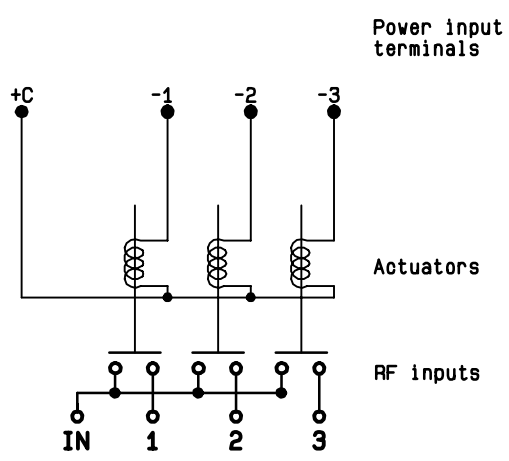 Power input
terminals
+C -1 -2 -3
Actuators
RF inputs
IN 1 2 3